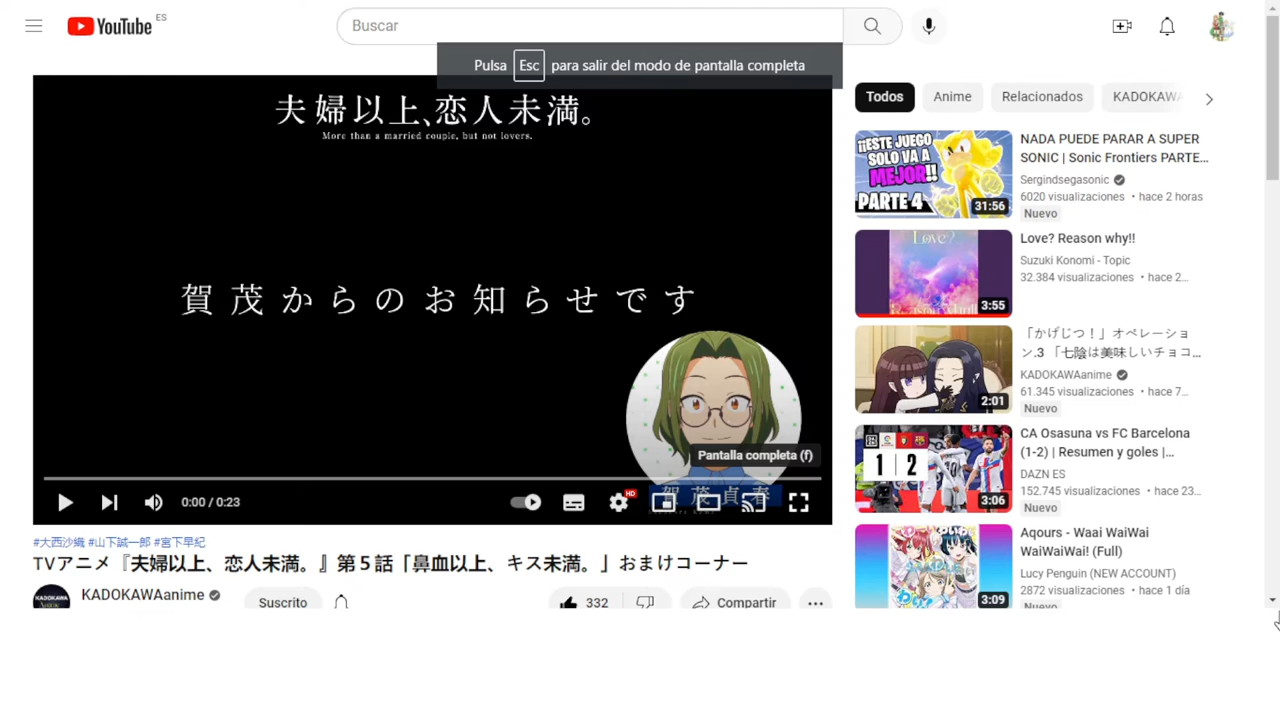 YouTube ES
Buscar
Pulsa Esc para salir del modo de pantalla completa
夫婦以上、恋人未満。
More than a married couple, but not lovers.
賀茂からのお知らせです
Pantalla completa (f)
賀茂貞春
0:00 / 0:23
HD
#大西沙織 #山下誠一郎 #宮下早紀
TVアニメ『夫婦以上、恋人未満。』第5話「鼻血以上、キス未満。」おまけコーナー
KADOKAWA
KADOKAWAanime
Suscrito
332
Compartir
Todos
Anime
Relacionados
KADOKAWA
¡¡ESTE JUEGO
SOLO VA A
MEJOR!!
PARTE 4
31:56
NADA PUEDE PARAR A SUPER
SONIC | Sonic Frontiers PARTE...
Sergindsegasonic
6020 visualizaciones • hace 2 horas
Nuevo
Love?
3:55
Love? Reason why!!
Suzuki Konomi - Topic
32.384 visualizaciones • hace 2...
2:01
「かげじつ！」オペレーショ
ン.3 「七陰は美味しいチョコ...
KADOKAWAanime
61.345 visualizaciones • hace 7...
Nuevo
DAZN
1 2
3:06
CA Osasuna vs FC Barcelona
(1-2) | Resumen y goles |...
DAZN ES
152.745 visualizaciones • hace 23...
Nuevo
3:09
Aqours - Waai WaiWai
WaiWaiWai! (Full)
Lucy Penguin (NEW ACCOUNT)
2872 visualizaciones • hace 1 día
Nuevo